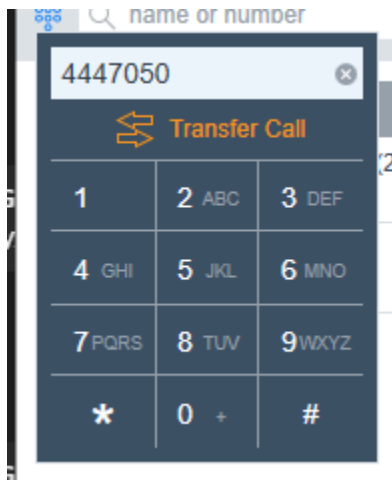 name or number
4447050
Transfer Call
1 2 ABC 3 DEF
4 GHI 5 JKL 6 MNO
7 PQRS 8 TUV 9 WXYZ
* 0 + #